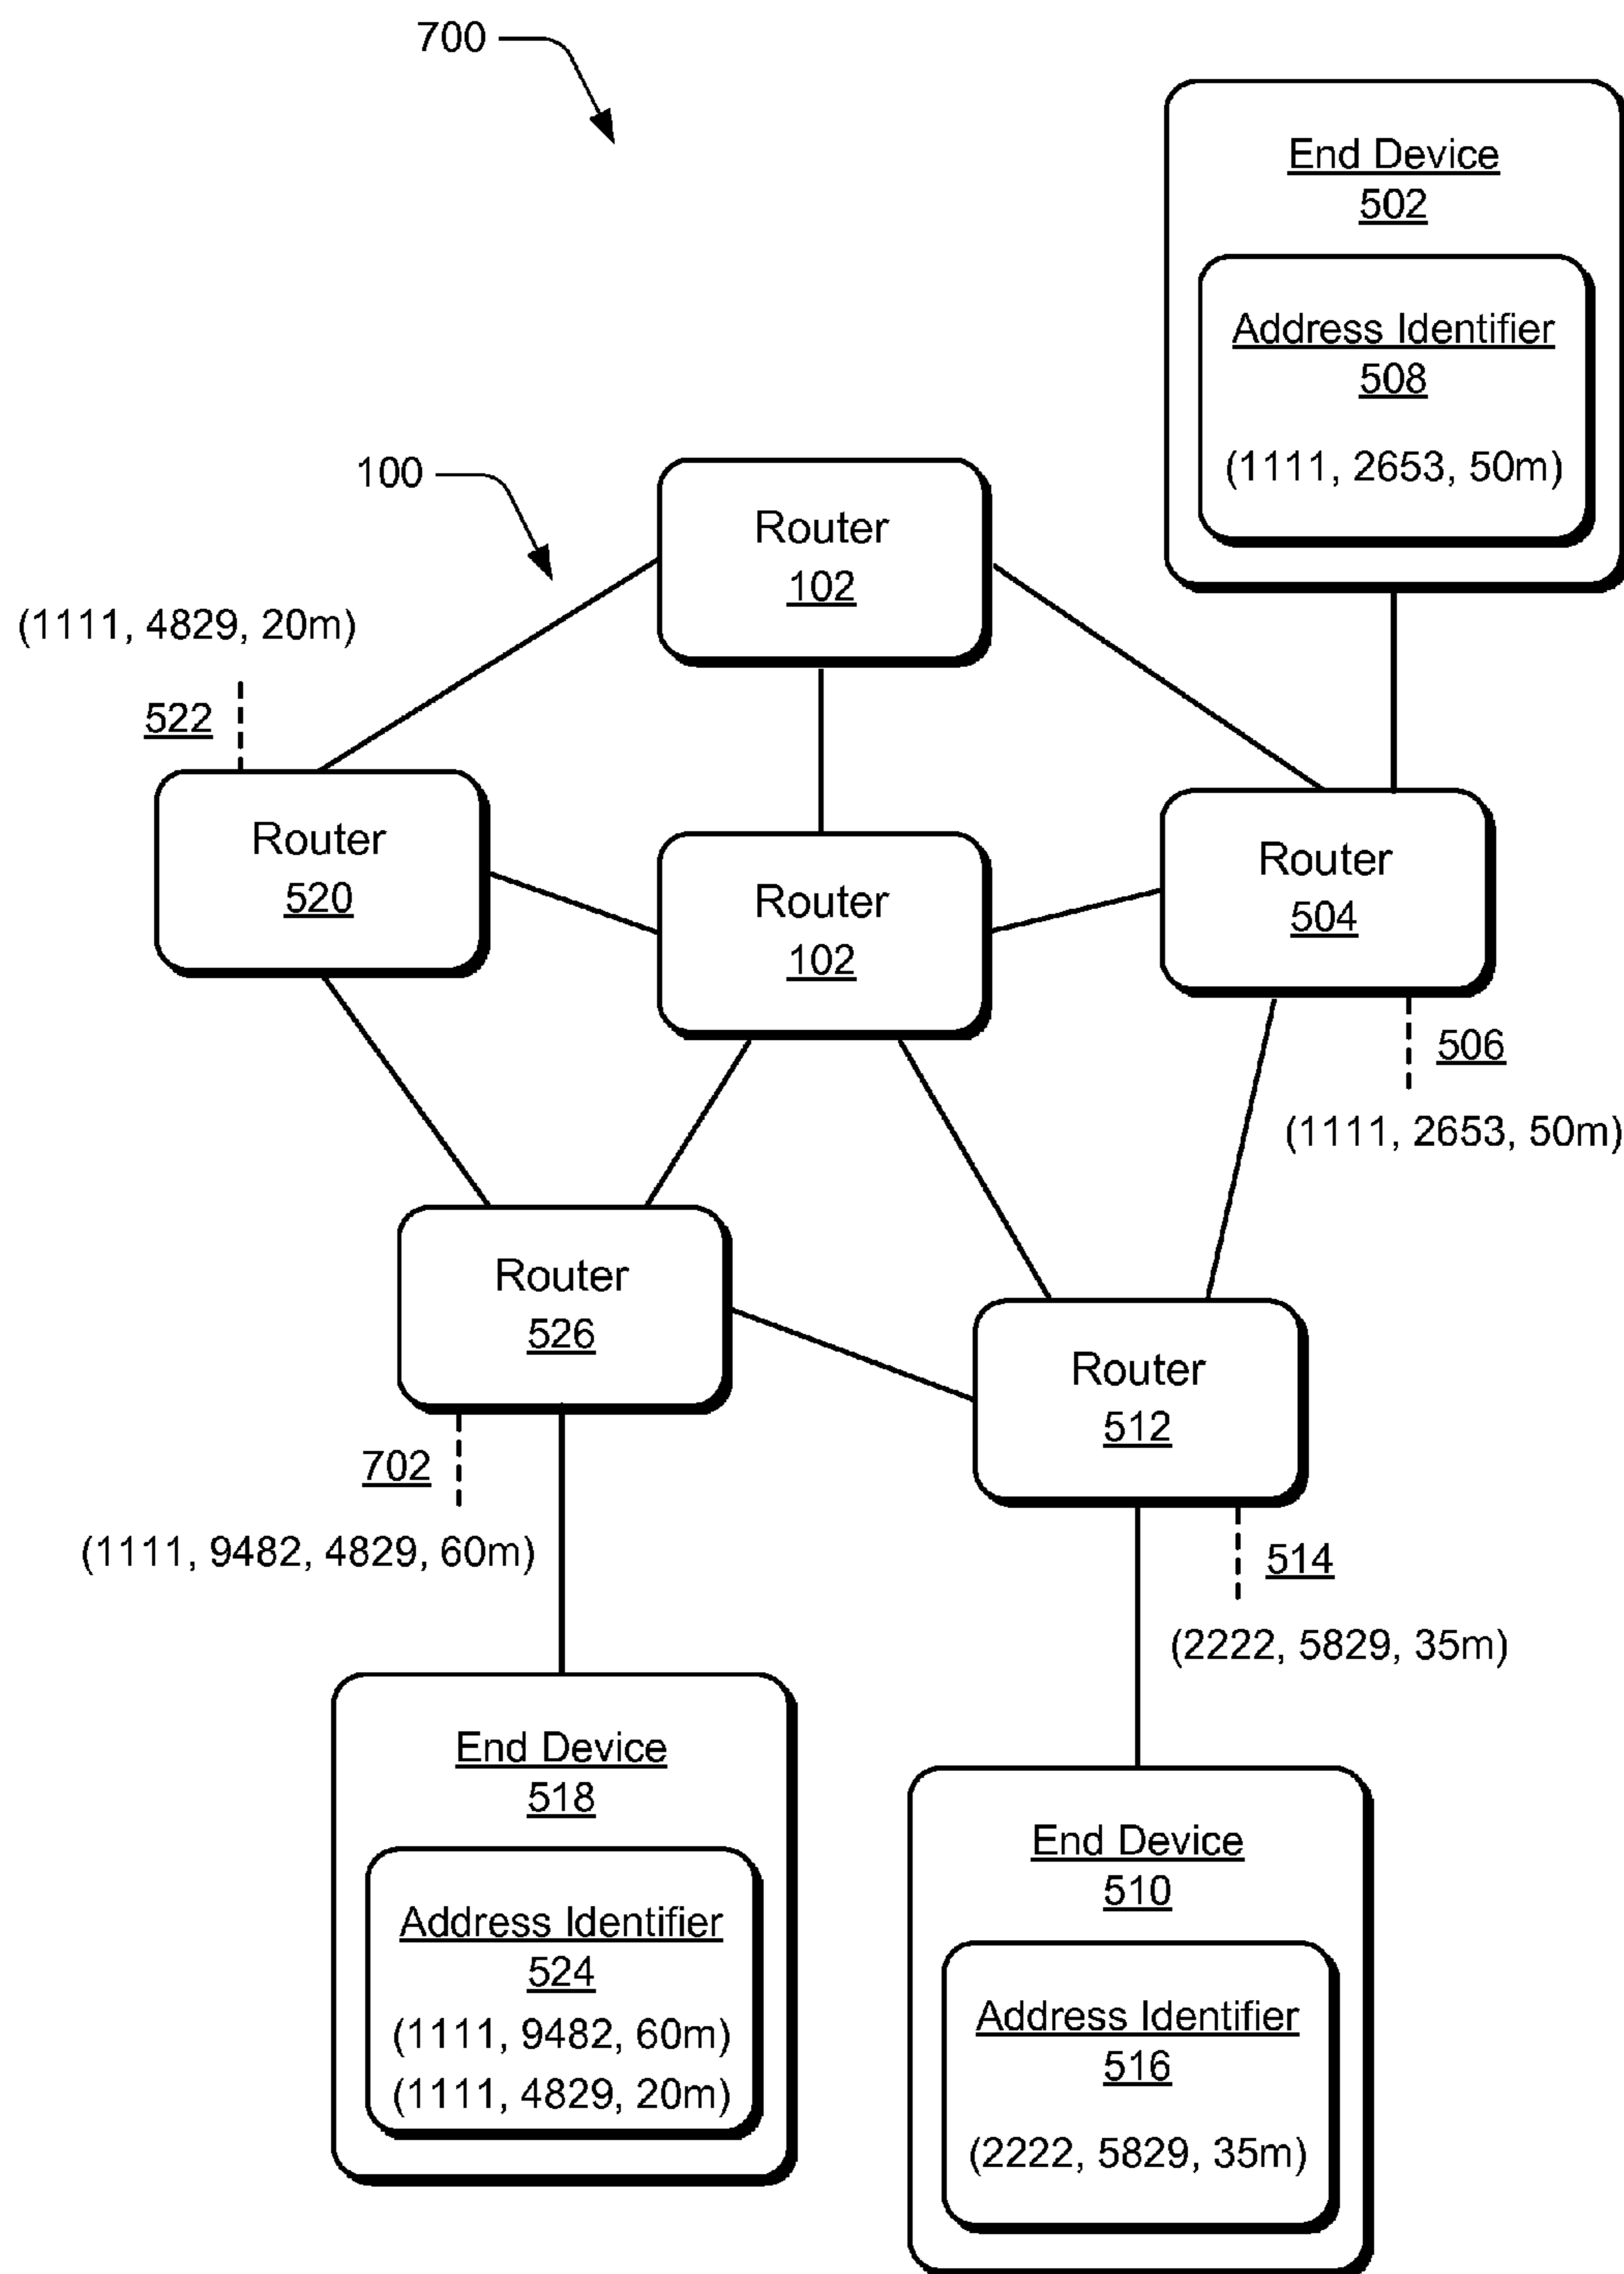 700
End Device
502
Address Identifier
508
(1111, 2653, 50m)
100
Router
102
(1111, 4829, 20m)
522
Router
520
Router
102
Router
504
506
(1111, 2653, 50m)
Router
526
Router
512
702
(1111, 9482, 4829, 60m)
514
(2222, 5829, 35m)
End Device
518
Address Identifier
524
(1111, 9482, 60m)
(1111, 4829, 20m)
End Device
510
Address Identifier
516
(2222, 5829, 35m)